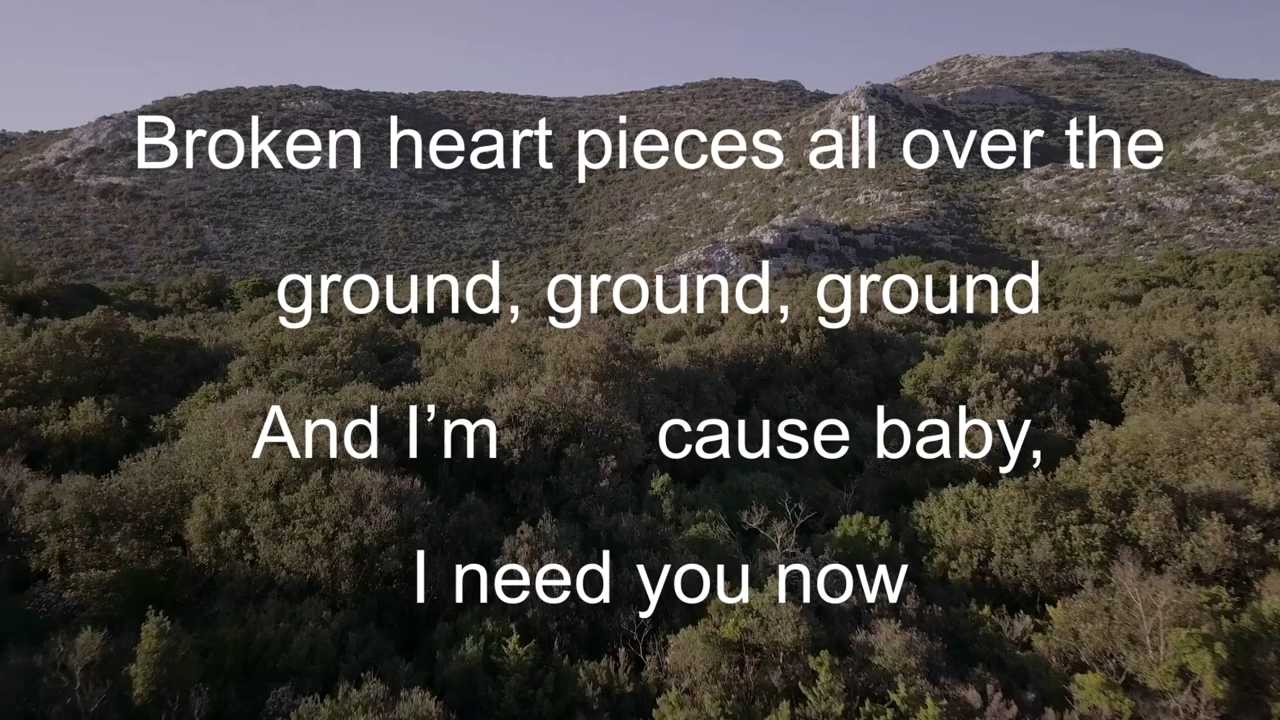 Broken heart pieces all over the
ground, ground, ground
And I’m cause baby,
I need you now